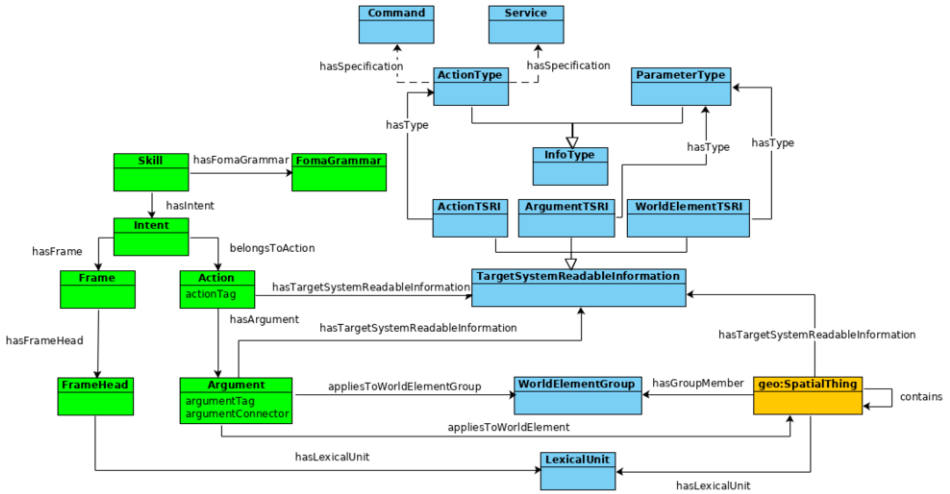 Command
Service
hasSpecification
hasSpecification
ActionType
ParameterType
hasType
hasType
hasType
InfoType
Skill
hasFomaGrammar
FomaGrammar
hasIntent
ActionTSRI
ArgumentTSRI
WorldElementTSRI
Intent
hasFrame
belongsToAction
Frame
Action
actionTag
hasTargetSystemReadableInformation
TargetSystemReadableInformation
hasArgument
hasTargetSystemReadableInformation
hasTargetSystemReadableInformation
hasFrameHead
FrameHead
Argument
argumentTag
argumentConnector
appliesToWorldElementGroup
WorldElementGroup
hasGroupMember
geo:SpatialThing
contains
appliesToWorldElement
hasLexicalUnit
LexicalUnit
hasLexicalUnit